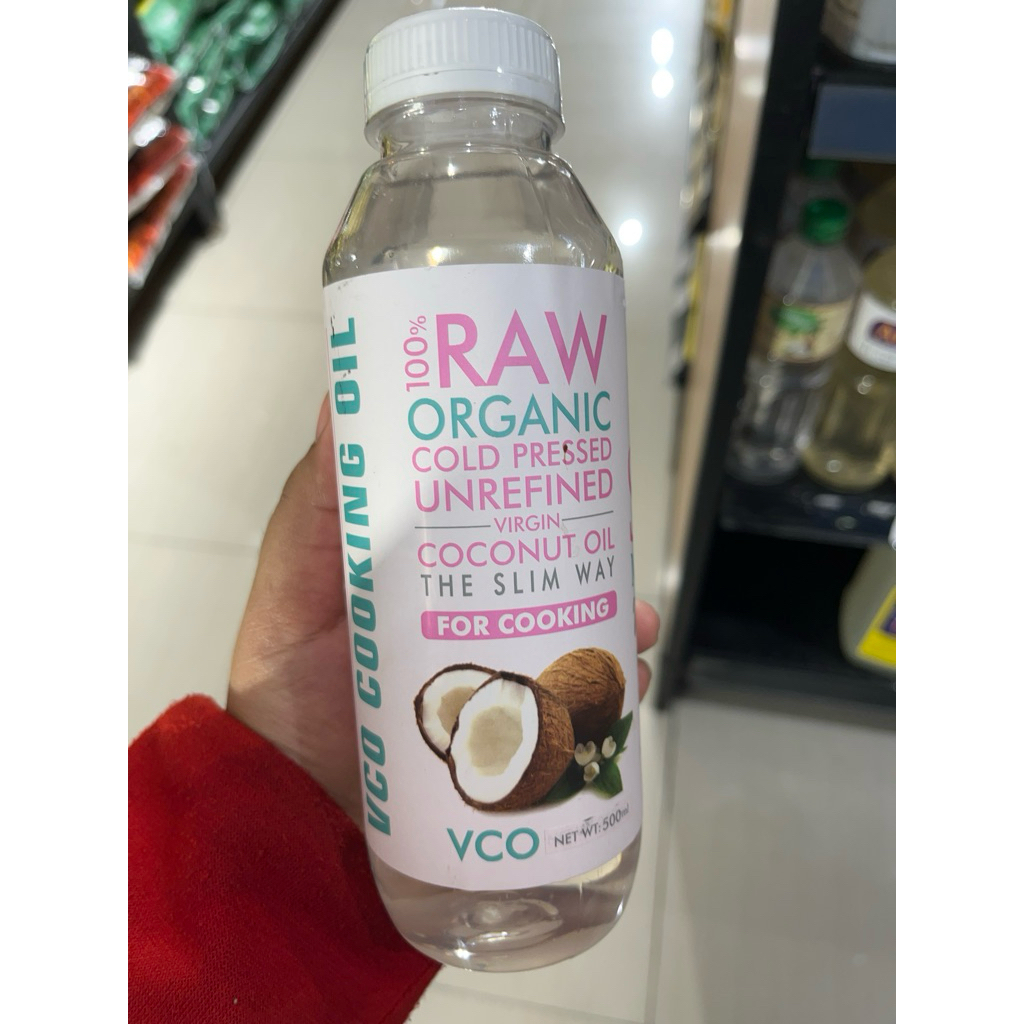 VCO COOKING OIL
100% RAW
ORGANIC
COLD PRESSED
UNREFINED
VIRGIN
COCONUT OIL
THE SLIM WAY
FOR COOKING
VCO
NET WT: 500ml